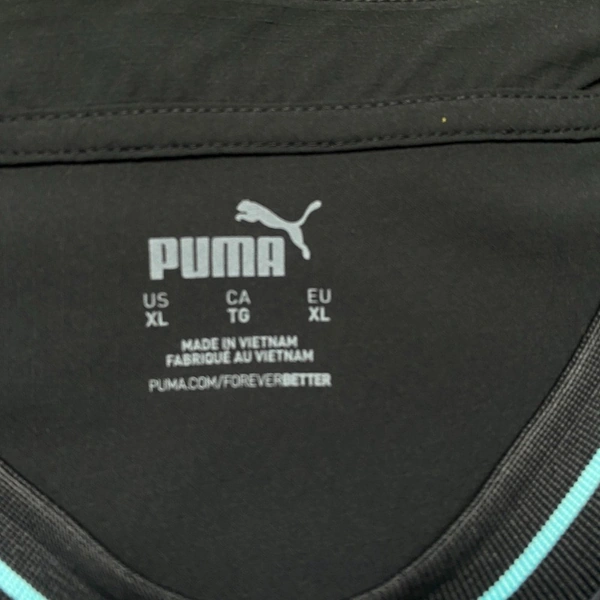 PUMA
US CA EU
XL TG XL
MADE IN VIETNAM
FABRIQUÉ AU VIETNAM
PUMA.COM/FOREVERBETTER